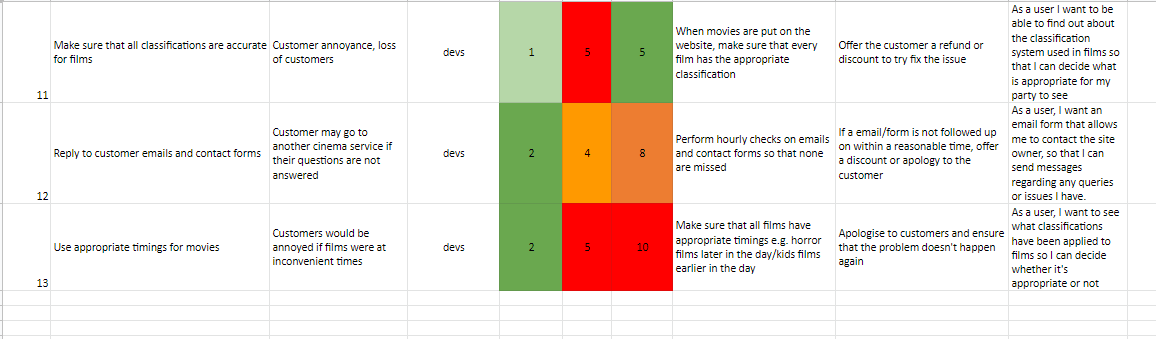 Make sure that all classifications are accurate
for films
Customer annoyance, loss
of customers
devs
1
5
5
When movies are put on the
website, make sure that every
film has the appropriate
classification
Offer the customer a refund or
discount to try fix the issue
As a user I want to be
able to find out about
the classification
system used in films so
that I can decide what
is appropriate for my
party to see
11
Reply to customer emails and contact forms
Customer may go to
another cinema service if
their questions are not
answered
devs
2
4
8
Perform hourly checks on emails
and contact forms so that none
are missed
If a email/form is not followed up
on within a reasonable time, offer
a discount or apology to the
customer
As a user, I want an
email form that allows
me to contact the site
owner, so that I can
send messages
regarding any queries
or issues I have.
12
Use appropriate timings for movies
Customers would be
annoyed if films were at
inconvenient times
devs
2
5
10
Make sure that all films have
appropriate timings e.g. horror
films later in the day/kids films
earlier in the day
Apologise to customers and ensure
that the problem doesn't happen
again
As a user, I want to see
what classifications
have been applied to
films so I can decide
whether it's
appropriate or not
13